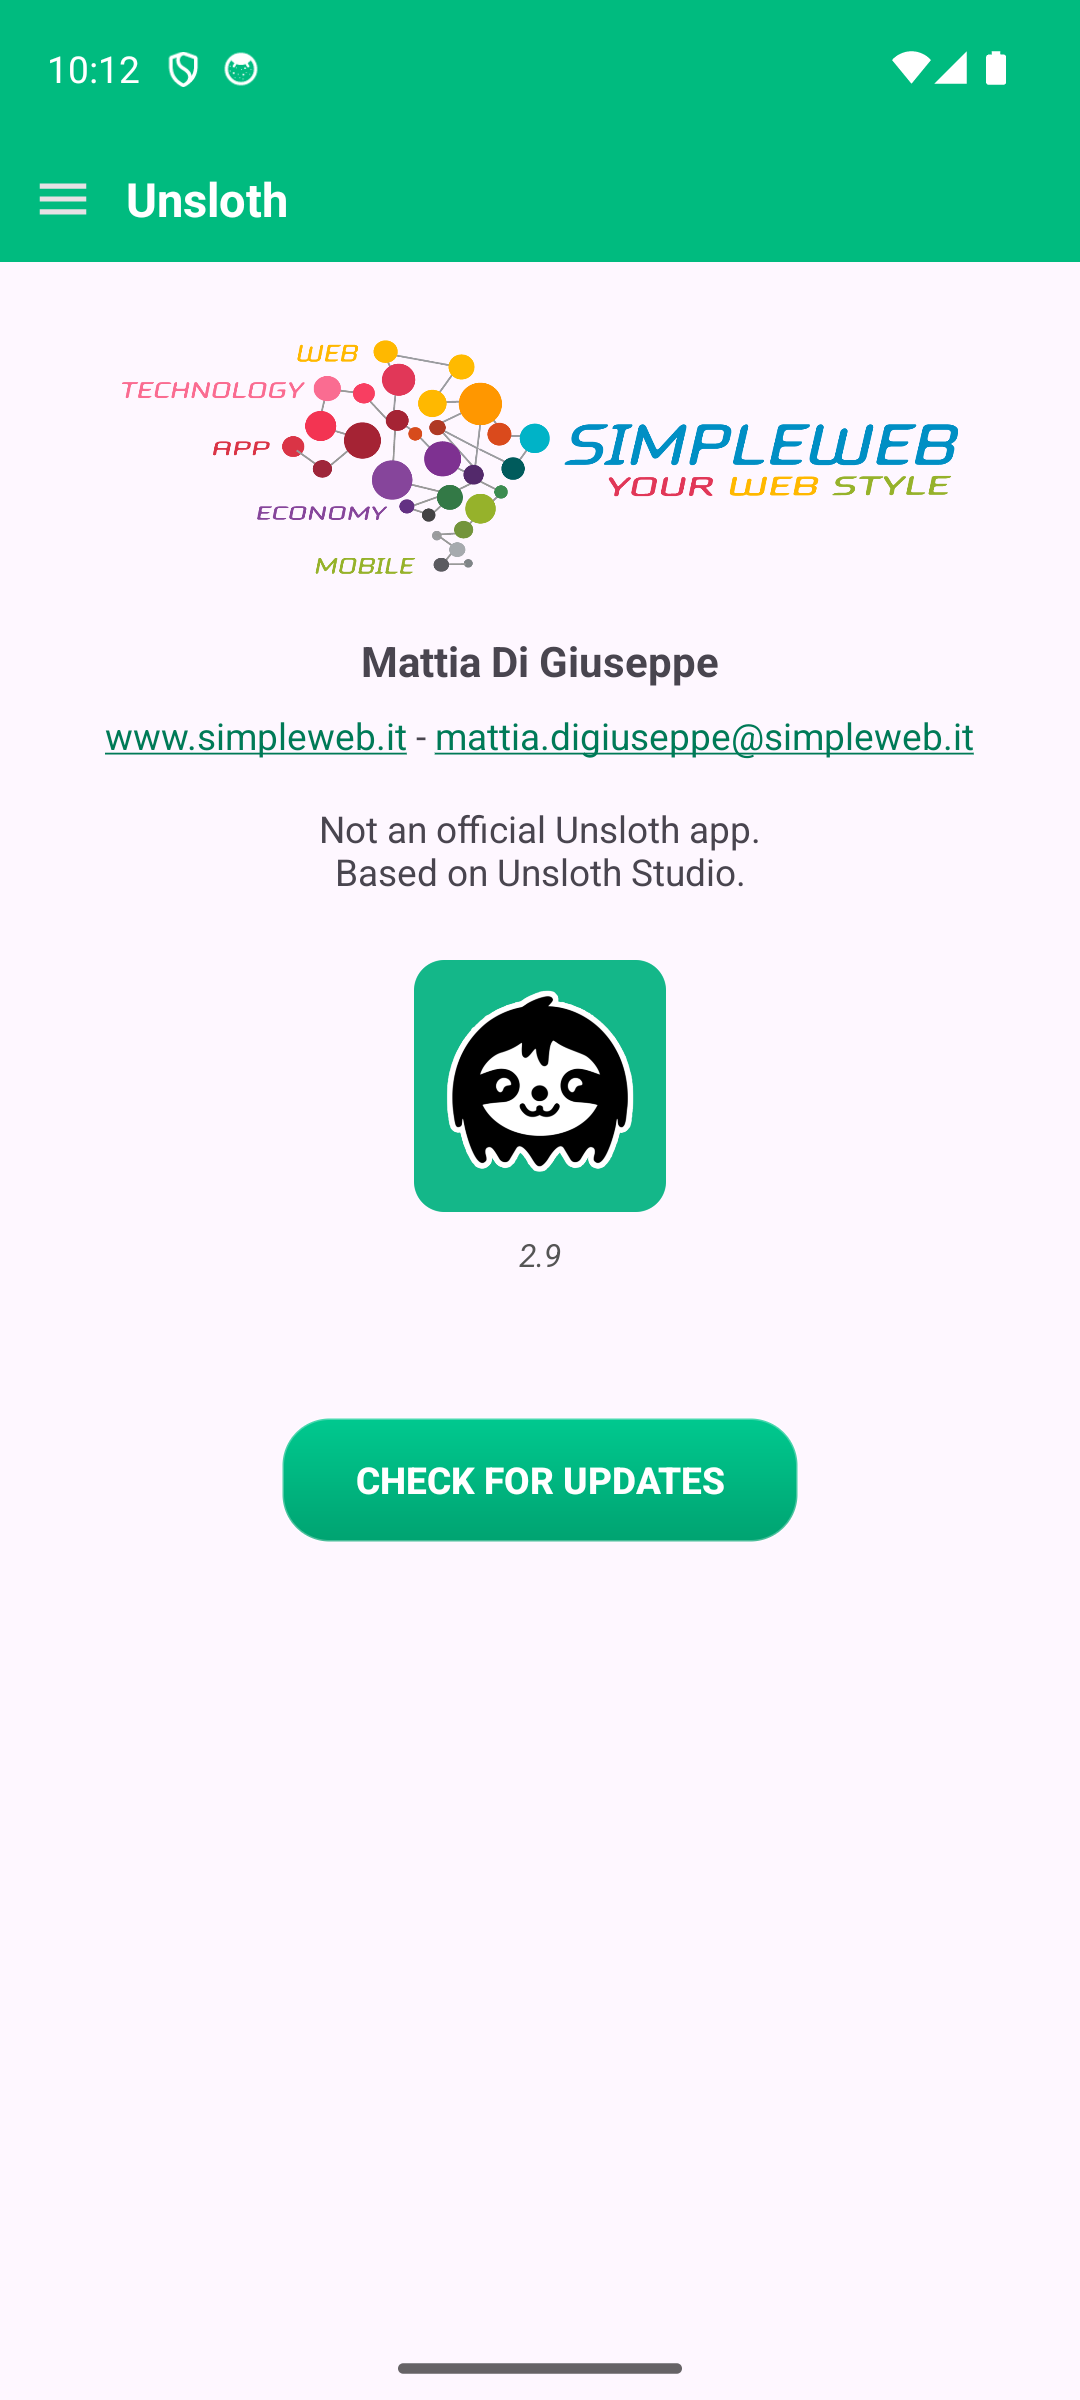 10:12
Unsloth
WEB
TECHNOLOGY
APP
ECONOMY
MOBILE
SIMPLEWEB
YOUR WEB STYLE
Mattia Di Giuseppe
www.simpleweb.it - mattia.digiuseppe@simpleweb.it
Not an official Unsloth app.
Based on Unsloth Studio.
2.9
CHECK FOR UPDATES